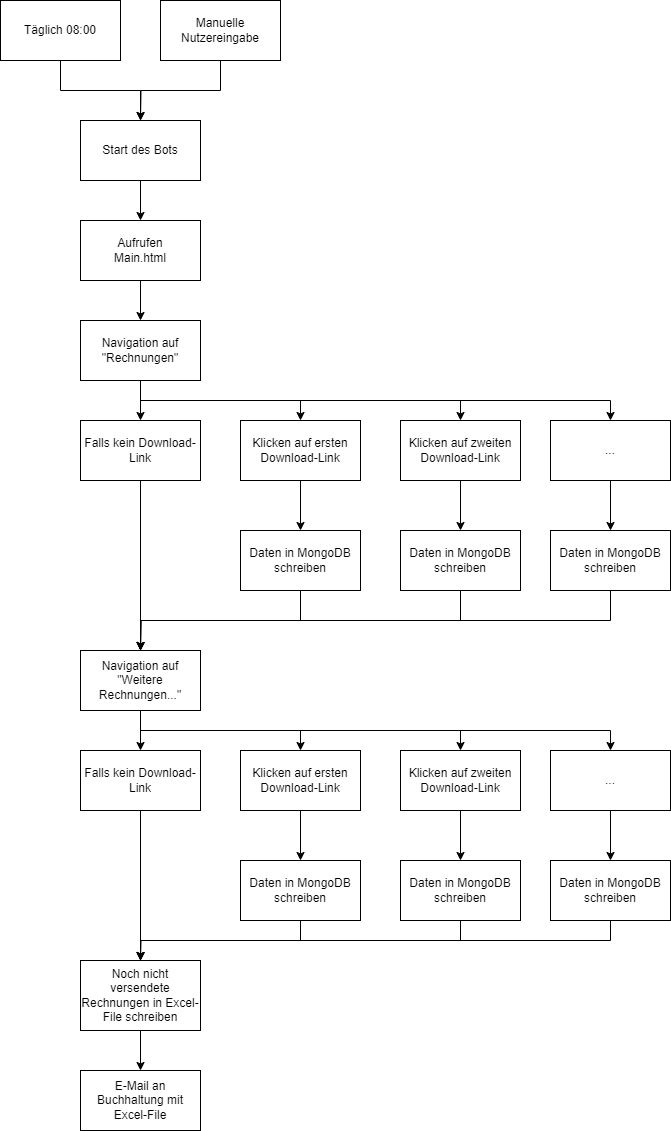 Täglich 08:00
Manuelle
Nutzereingabe
Start des Bots
Aufrufen
Main.html
Navigation auf
"Rechnungen"
Falls kein Download-
Link
Klicken auf ersten
Download-Link
Klicken auf zweiten
Download-Link
...
Daten in MongoDB
schreiben
Daten in MongoDB
schreiben
Daten in MongoDB
schreiben
Navigation auf
"Weitere
Rechnungen..."
Falls kein Download-
Link
Klicken auf ersten
Download-Link
Klicken auf zweiten
Download-Link
...
Daten in MongoDB
schreiben
Daten in MongoDB
schreiben
Daten in MongoDB
schreiben
Noch nicht
versendete
Rechnungen in Excel-
File schreiben
E-Mail an
Buchhaltung mit
Excel-File